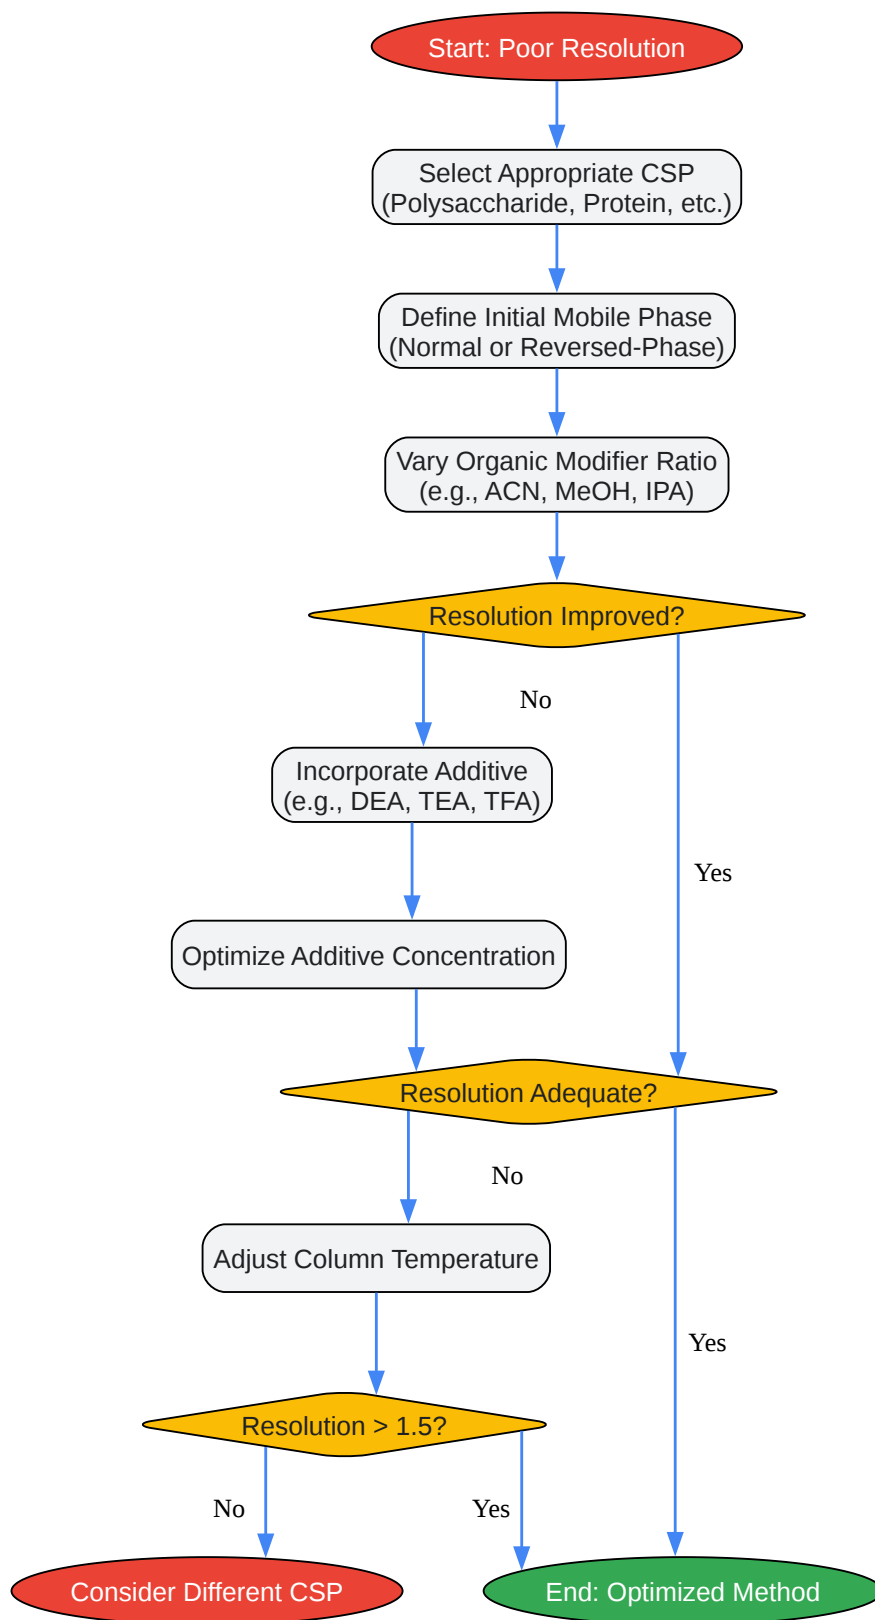 Start: Poor Resolution
Select Appropriate CSP
(Polysaccharide, Protein, etc.)
Define Initial Mobile Phase
(Normal or Reversed-Phase)
Vary Organic Modifier Ratio
(e.g., ACN, MeOH, IPA)
Resolution Improved?
No
Incorporate Additive
(e.g., DEA, TEA, TFA)
Yes
Optimize Additive Concentration
Resolution Adequate?
No
Adjust Column Temperature
Yes
Resolution > 1.5?
No
Yes
Consider Different CSP
End: Optimized Method